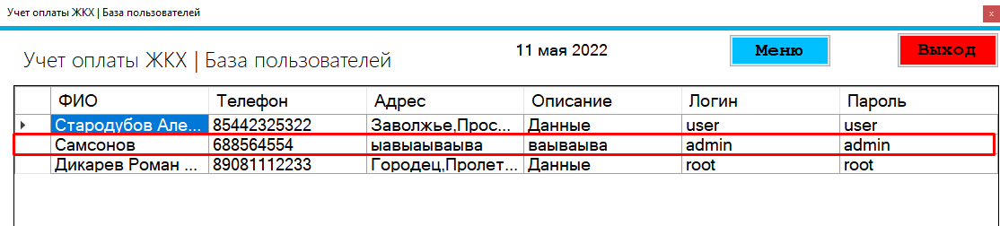 Учет оплаты ЖКХ | База пользователей
x
11 мая 2022
Меню
Выход
Учет оплаты ЖКХ | База пользователей
ФИО Телефон Адрес Описание Логин Пароль
Стародубов Але... 85442325322 Заволжье,Прос... Данные user user
Самсонов 688564554 ыавыаываыва ваываыва admin admin
Дикарев Роман ... 89081112233 Городец,Пролет... Данные root root